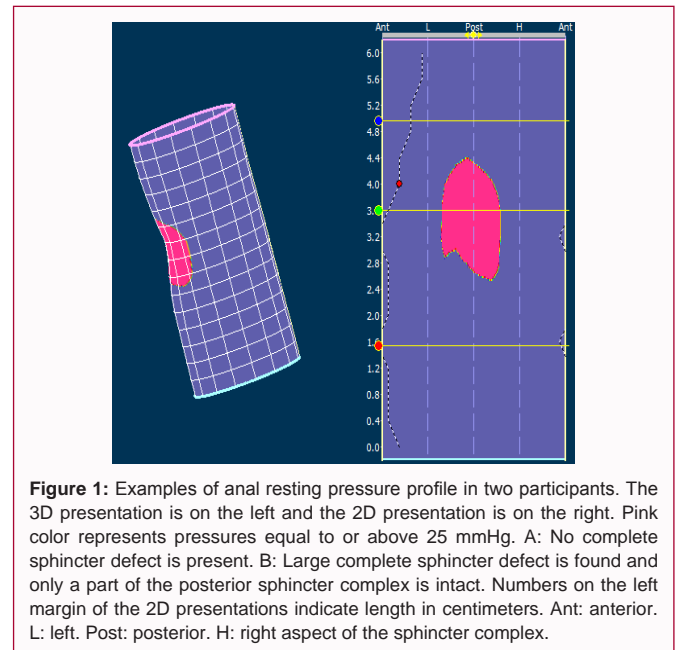 Ant L Post H Ant
6.0
5.6
5.2
4.8
4.4
4.0
3.6
3.2
2.8
2.4
2.0
1.6
1.2
0.8
0.4
0.0
Figure 1: Examples of anal resting pressure profile in two participants. The
3D presentation is on the left and the 2D presentation is on the right. Pink
color represents pressures equal to or above 25 mmHg. A: No complete
sphincter defect is present. B: Large complete sphincter defect is found and
only a part of the posterior sphincter complex is intact. Numbers on the left
margin of the 2D presentations indicate length in centimeters. Ant: anterior.
L: left. Post: posterior. H: right aspect of the sphincter complex.